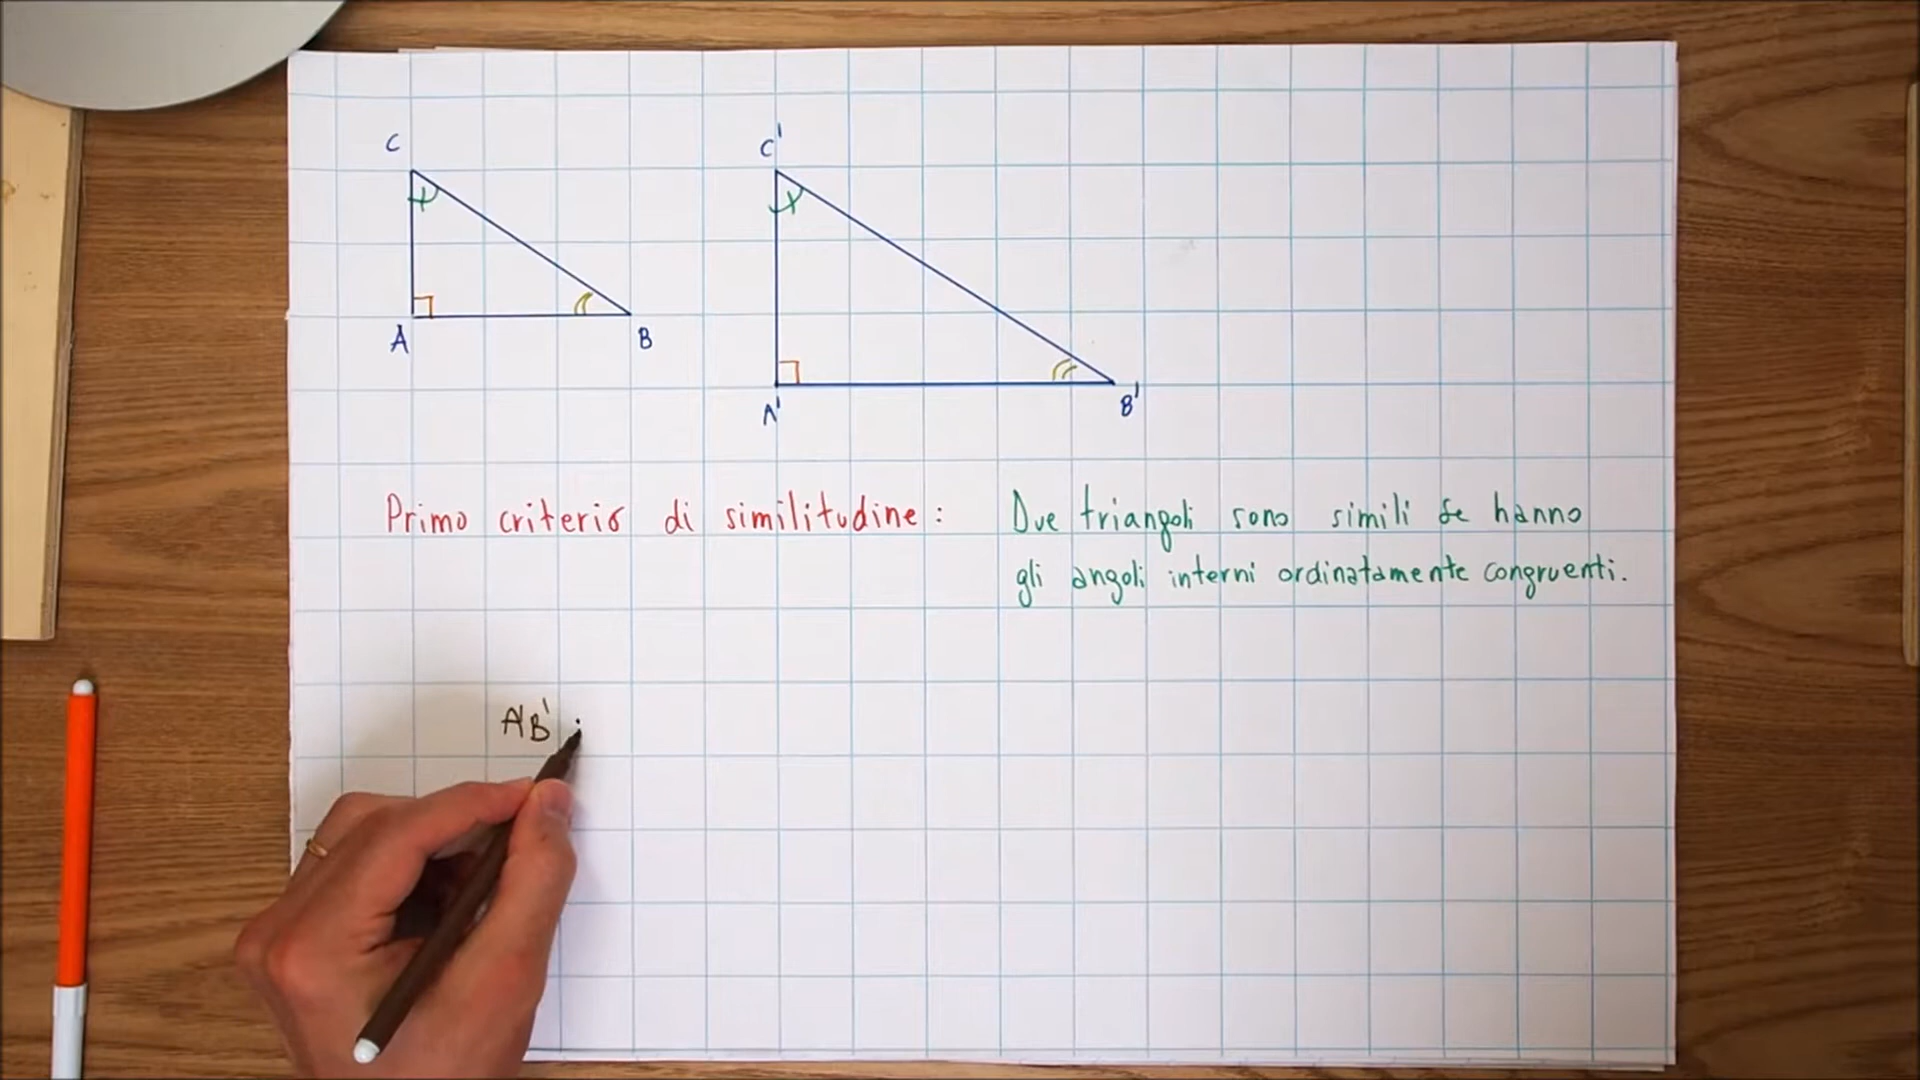 C
C'
A
B
A'
B'
Primo criterio di similitudine: Due triangoli sono simili se hanno
gli angoli interni ordinatamente congruenti.
A'B' :